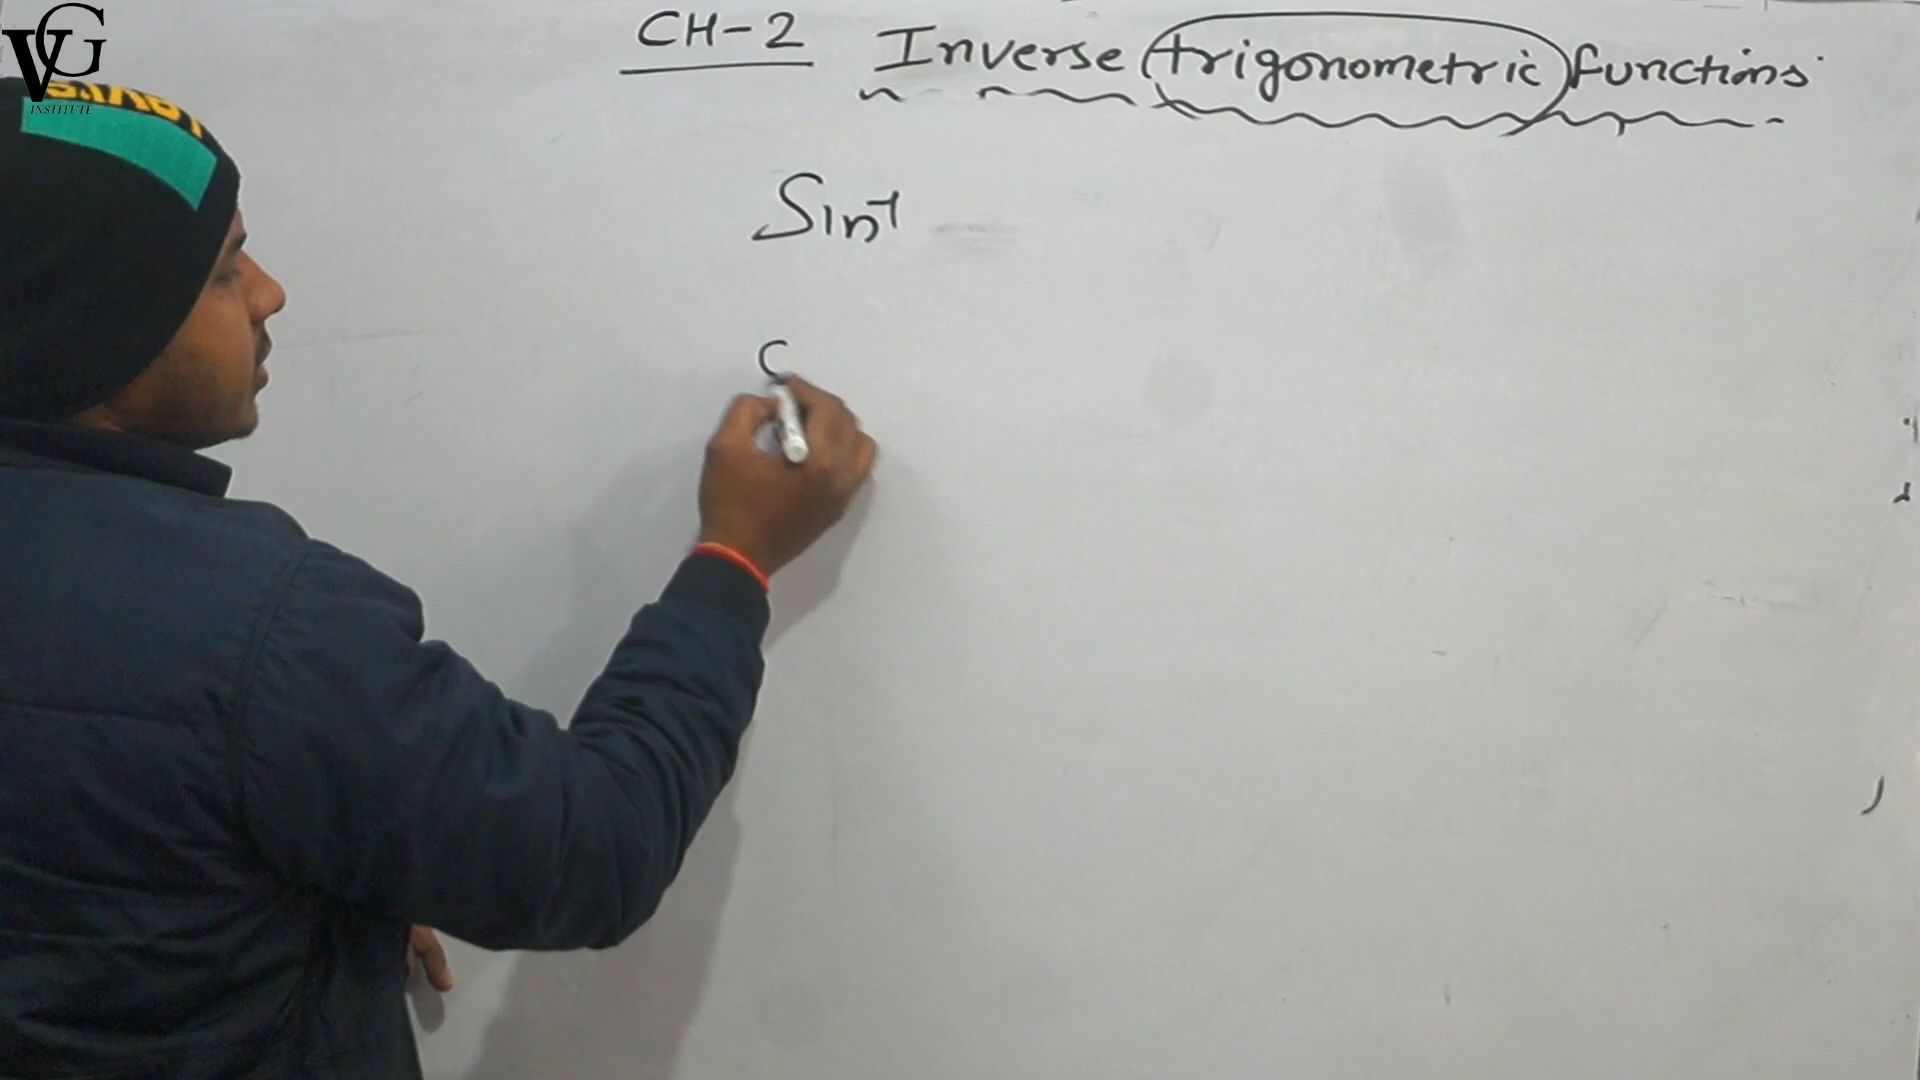 VG
INSTITUTE
CH-2 Inverse trigonometric functions
Sin⁻¹
C